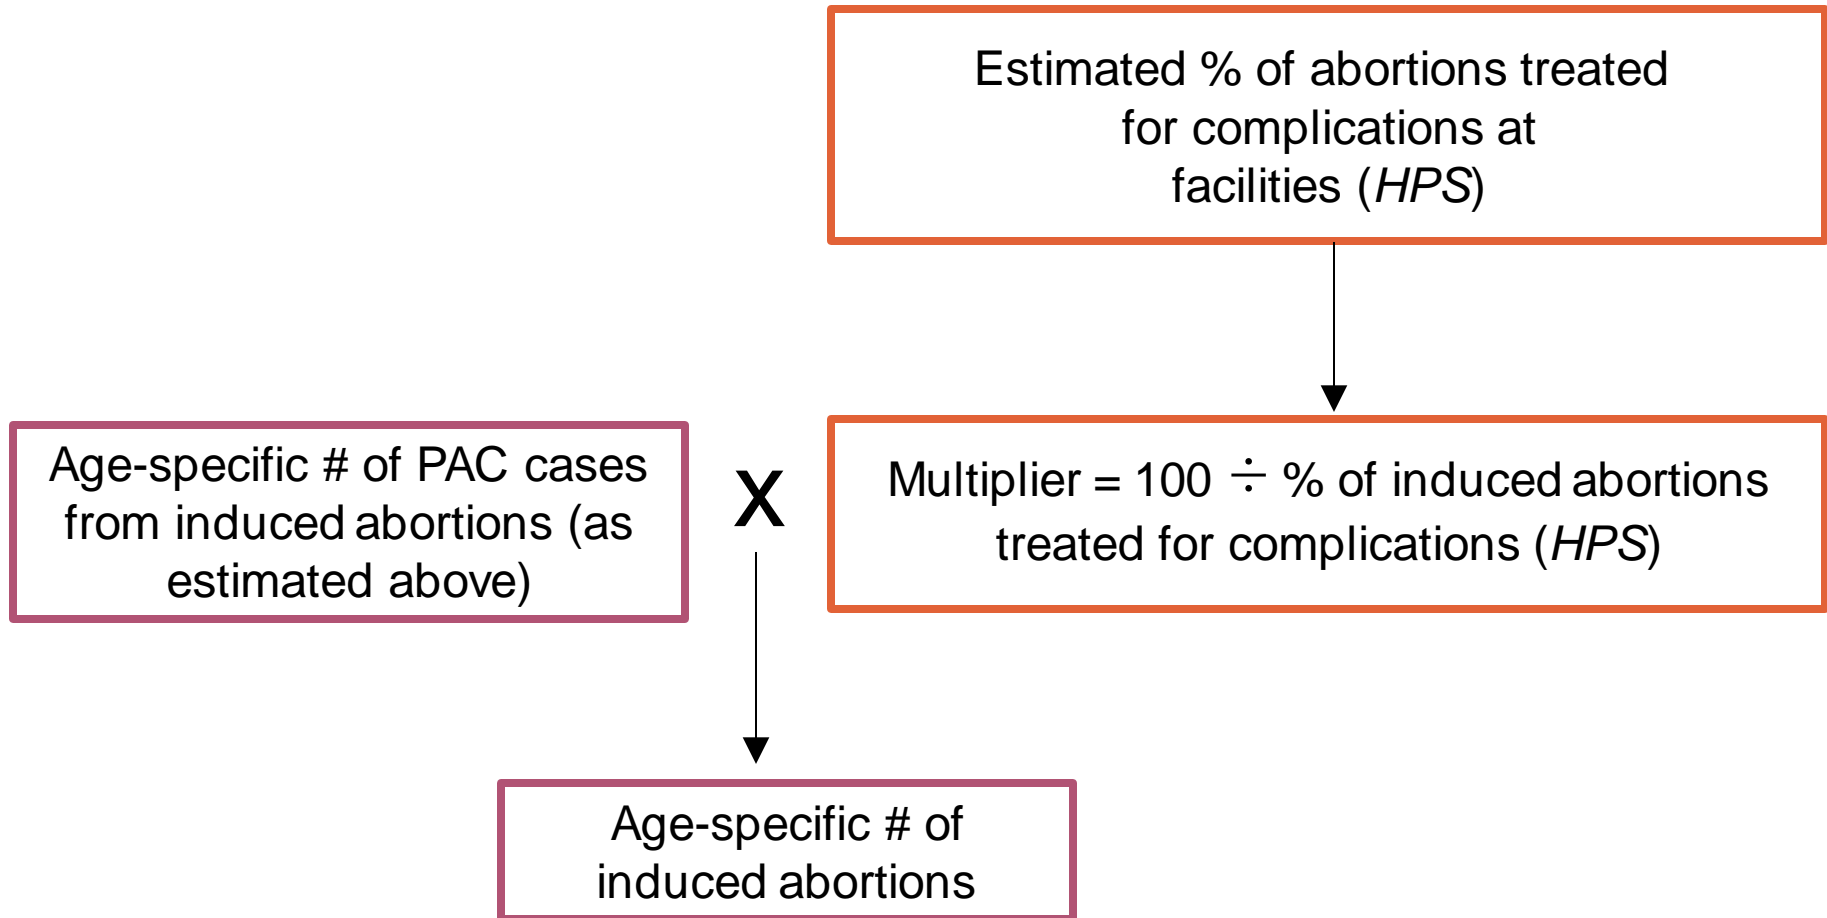 Estimated % of abortions treated
for complications at
facilities (HPS)
Age-specific # of PAC cases
from induced abortions (as
estimated above)
X
Multiplier = 100 ÷ % of induced abortions
treated for complications (HPS)
Age-specific # of
induced abortions